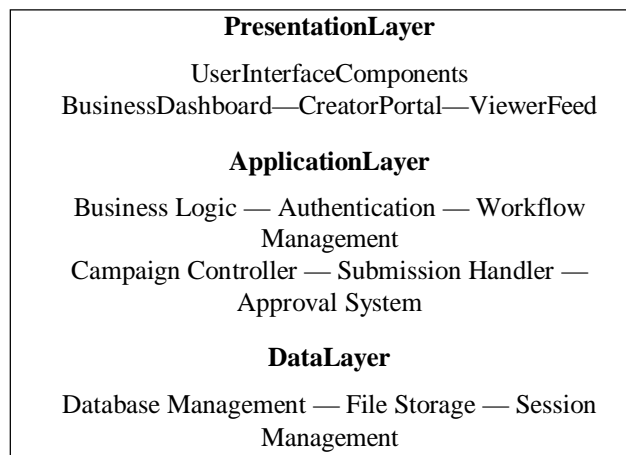 PresentationLayer
UserInterfaceComponents
BusinessDashboard—CreatorPortal—ViewerFeed
ApplicationLayer
Business Logic — Authentication — Workflow
Management
Campaign Controller — Submission Handler —
Approval System
DataLayer
Database Management — File Storage — Session
Management